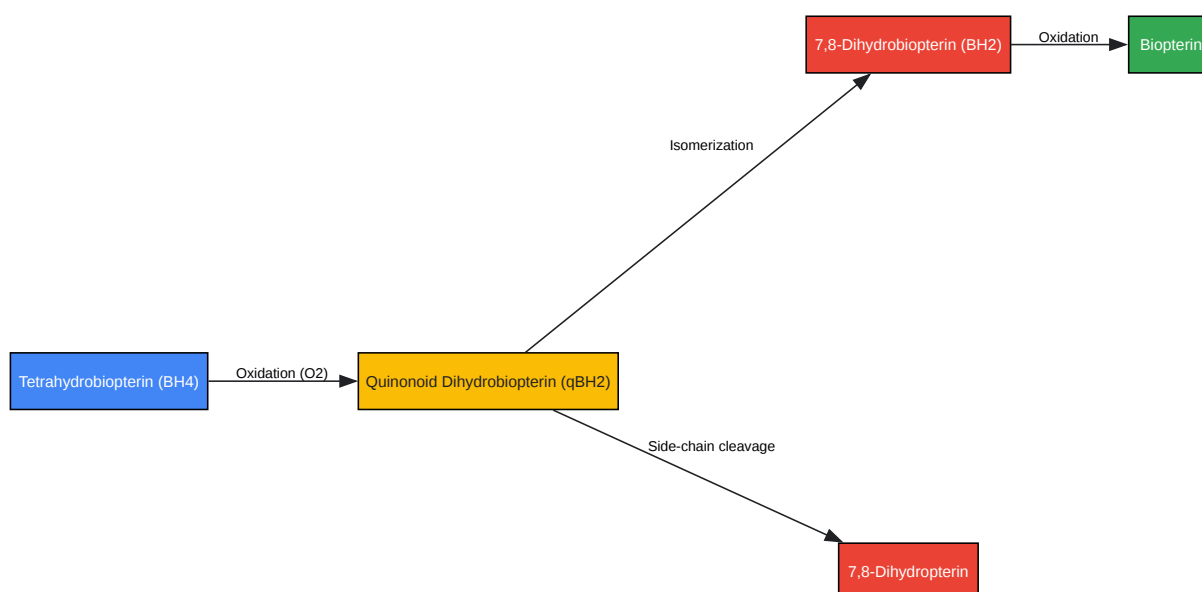 7,8-Dihydrobiopterin (BH2)
Oxidation
Biopterin
Isomerization
Tetrahydrobiopterin (BH4)
Oxidation (O2)
Quinonoid Dihydrobiopterin (qBH2)
Side-chain cleavage
7,8-Dihydropterin